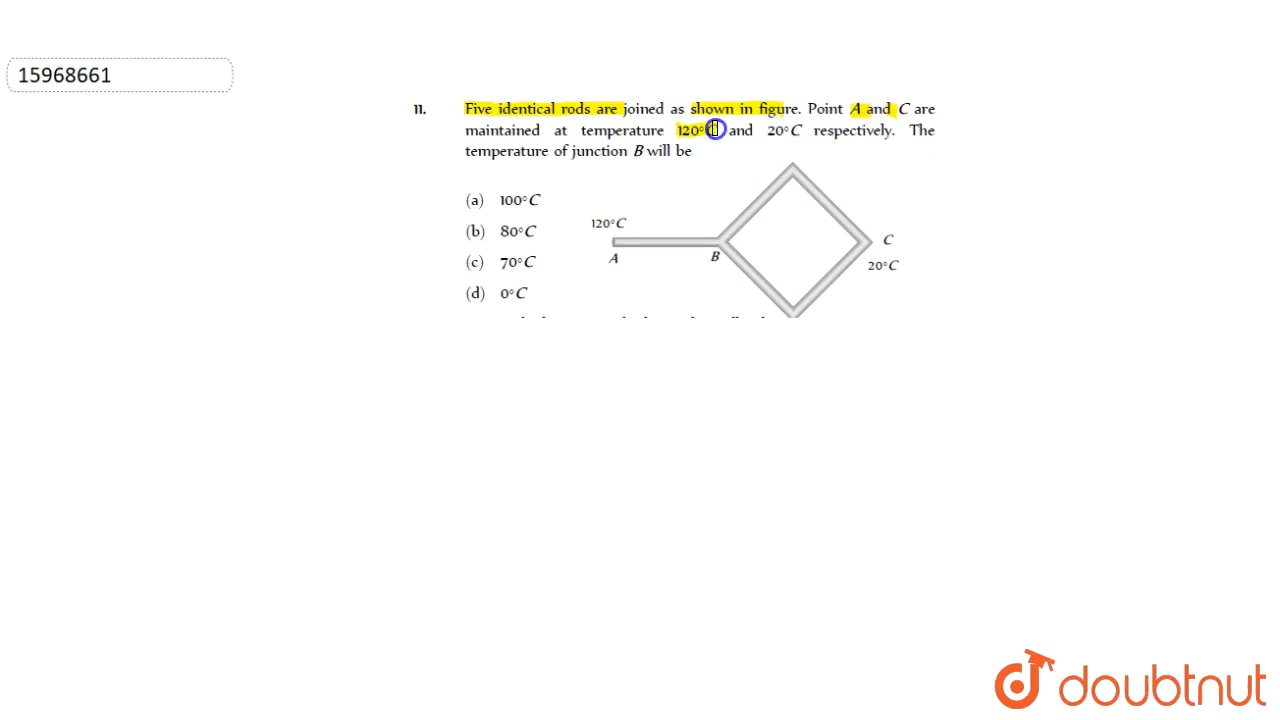 15968661
11. Five identical rods are joined as shown in figure. Point A and C are
maintained at temperature 120°C and 20°C respectively. The
temperature of junction B will be
(a) 100°C
(b) 80°C
(c) 70°C
(d) 0°C
120°C
A
B
C
20°C
doubtnut